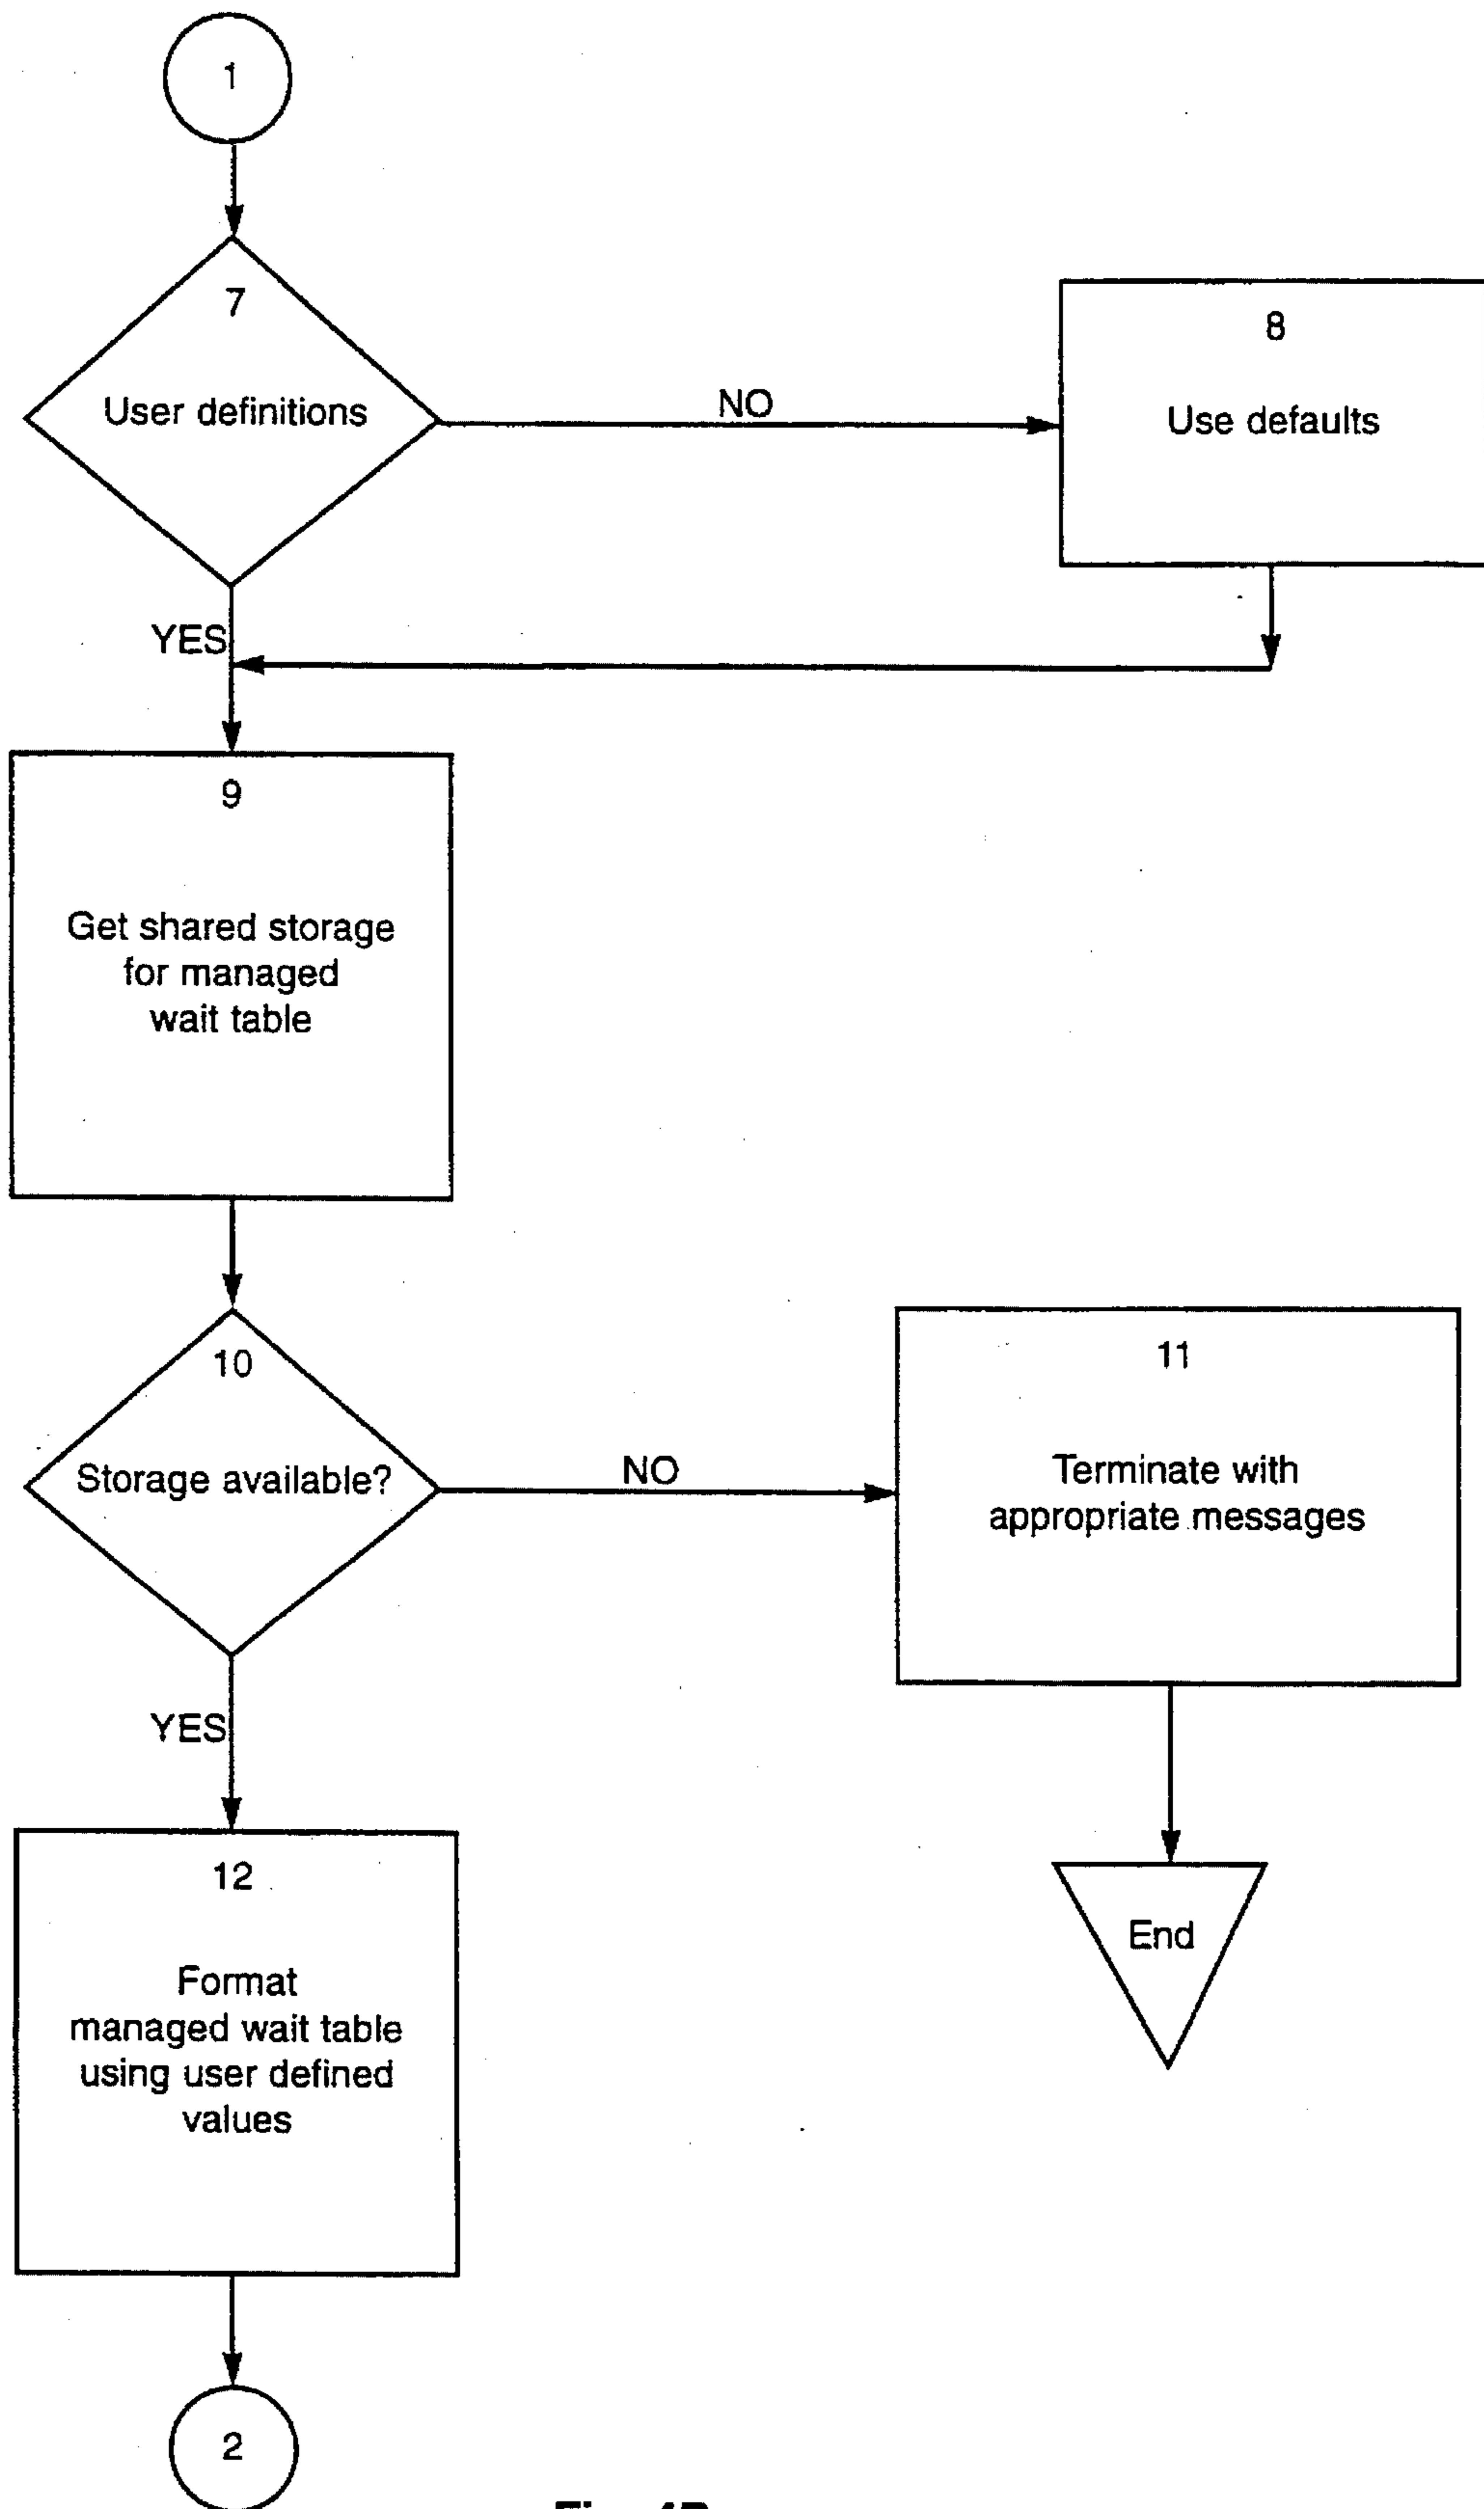 1
7
User definitions
NO
8
Use defaults
YES
9
Get shared storage
for managed
wait table
10
Storage available?
NO
11
Terminate with
appropriate messages
YES
12
Format
managed wait table
using user defined
values
End
2